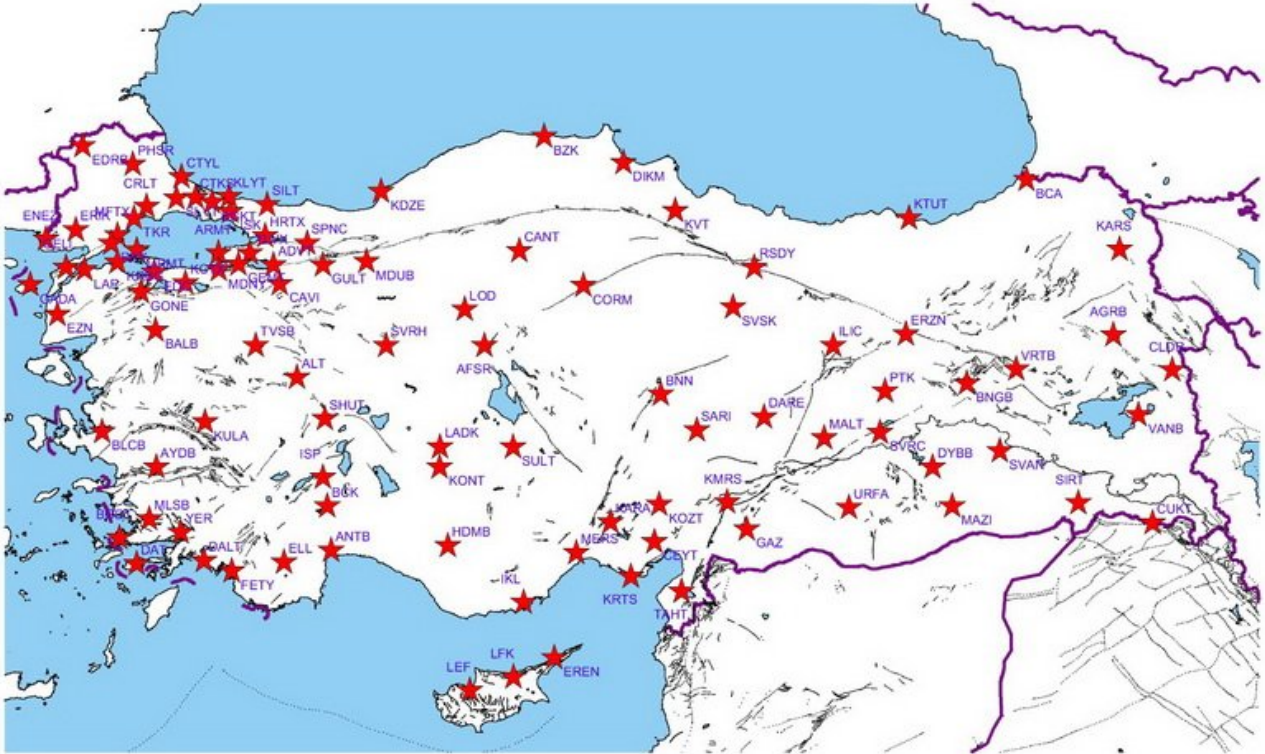 BZK
PHSR
EDRB
CTYL
DIKM
CRLT
CTKS
KLYT
SILT
BCA
KDZE
ENEZ
ERIK
MFTX
KTUT
KVT
TKR
ARMT
ISK
HRTX
SPNC
KARS
CANT
ADVT
RSDY
LAP
MDNY
GULT
MDUB
GADA
GONE
CAVI
CORM
LOD
SVSK
EZN
BALB
TVSB
SVRH
ERZN
AGRB
ILIC
CLDR
VRTB
ALT
AFSR
BNN
PTK
BNGB
DARE
SHUT
SARI
VANB
KULA
MALT
BLCB
LADK
SVRC
AYDB
ISP
SULT
DYBB
SVAN
KONT
BCK
KMRS
SIRT
URFA
MLSB
KARA
KOZT
MAZI
CUKT
YER
GAZ
HDMB
ANTB
MERS
CEYT
DAT
DALT
ELL
FETY
IKL
KRTS
TAHT
LFK
LEF
EREN